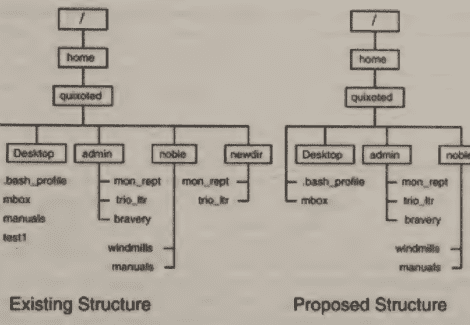 /
home
quixoted
Desktop admin noble newdir
.bash_profile mon_rept mon_rept
mbox trio_ltr trio_ltr
manuals bravery
test1
windmills
manuals
Existing Structure
/
home
quixoted
Desktop admin noble
.bash_profile mon_rept
mbox trio_ltr
bravery
windmills
manuals
Proposed Structure